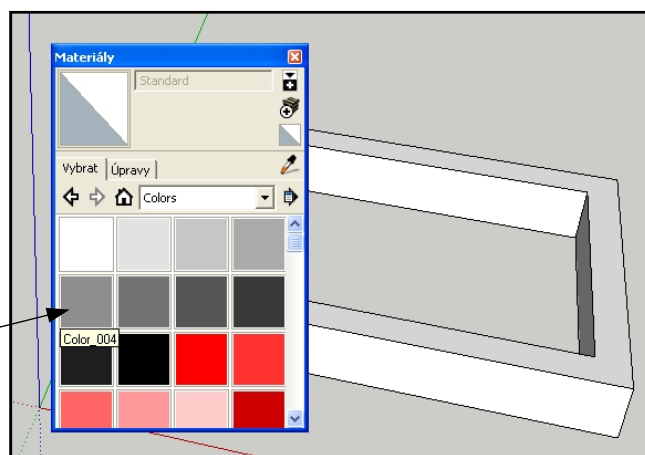 Materiály
Standard
Vybrat
Úpravy
Colors
Color_004